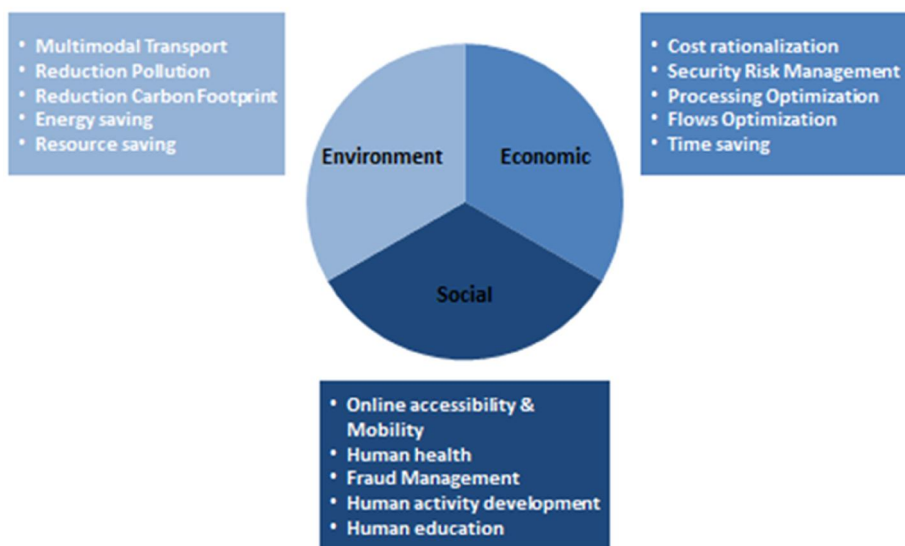 • Multimodal Transport
• Reduction Pollution
• Reduction Carbon Footprint
• Energy saving
• Resource saving
• Cost rationalization
• Security Risk Management
• Processing Optimization
• Flows Optimization
• Time saving
Environment
Economic
Social
• Online accessibility &
Mobility
• Human health
• Fraud Management
• Human activity development
• Human education